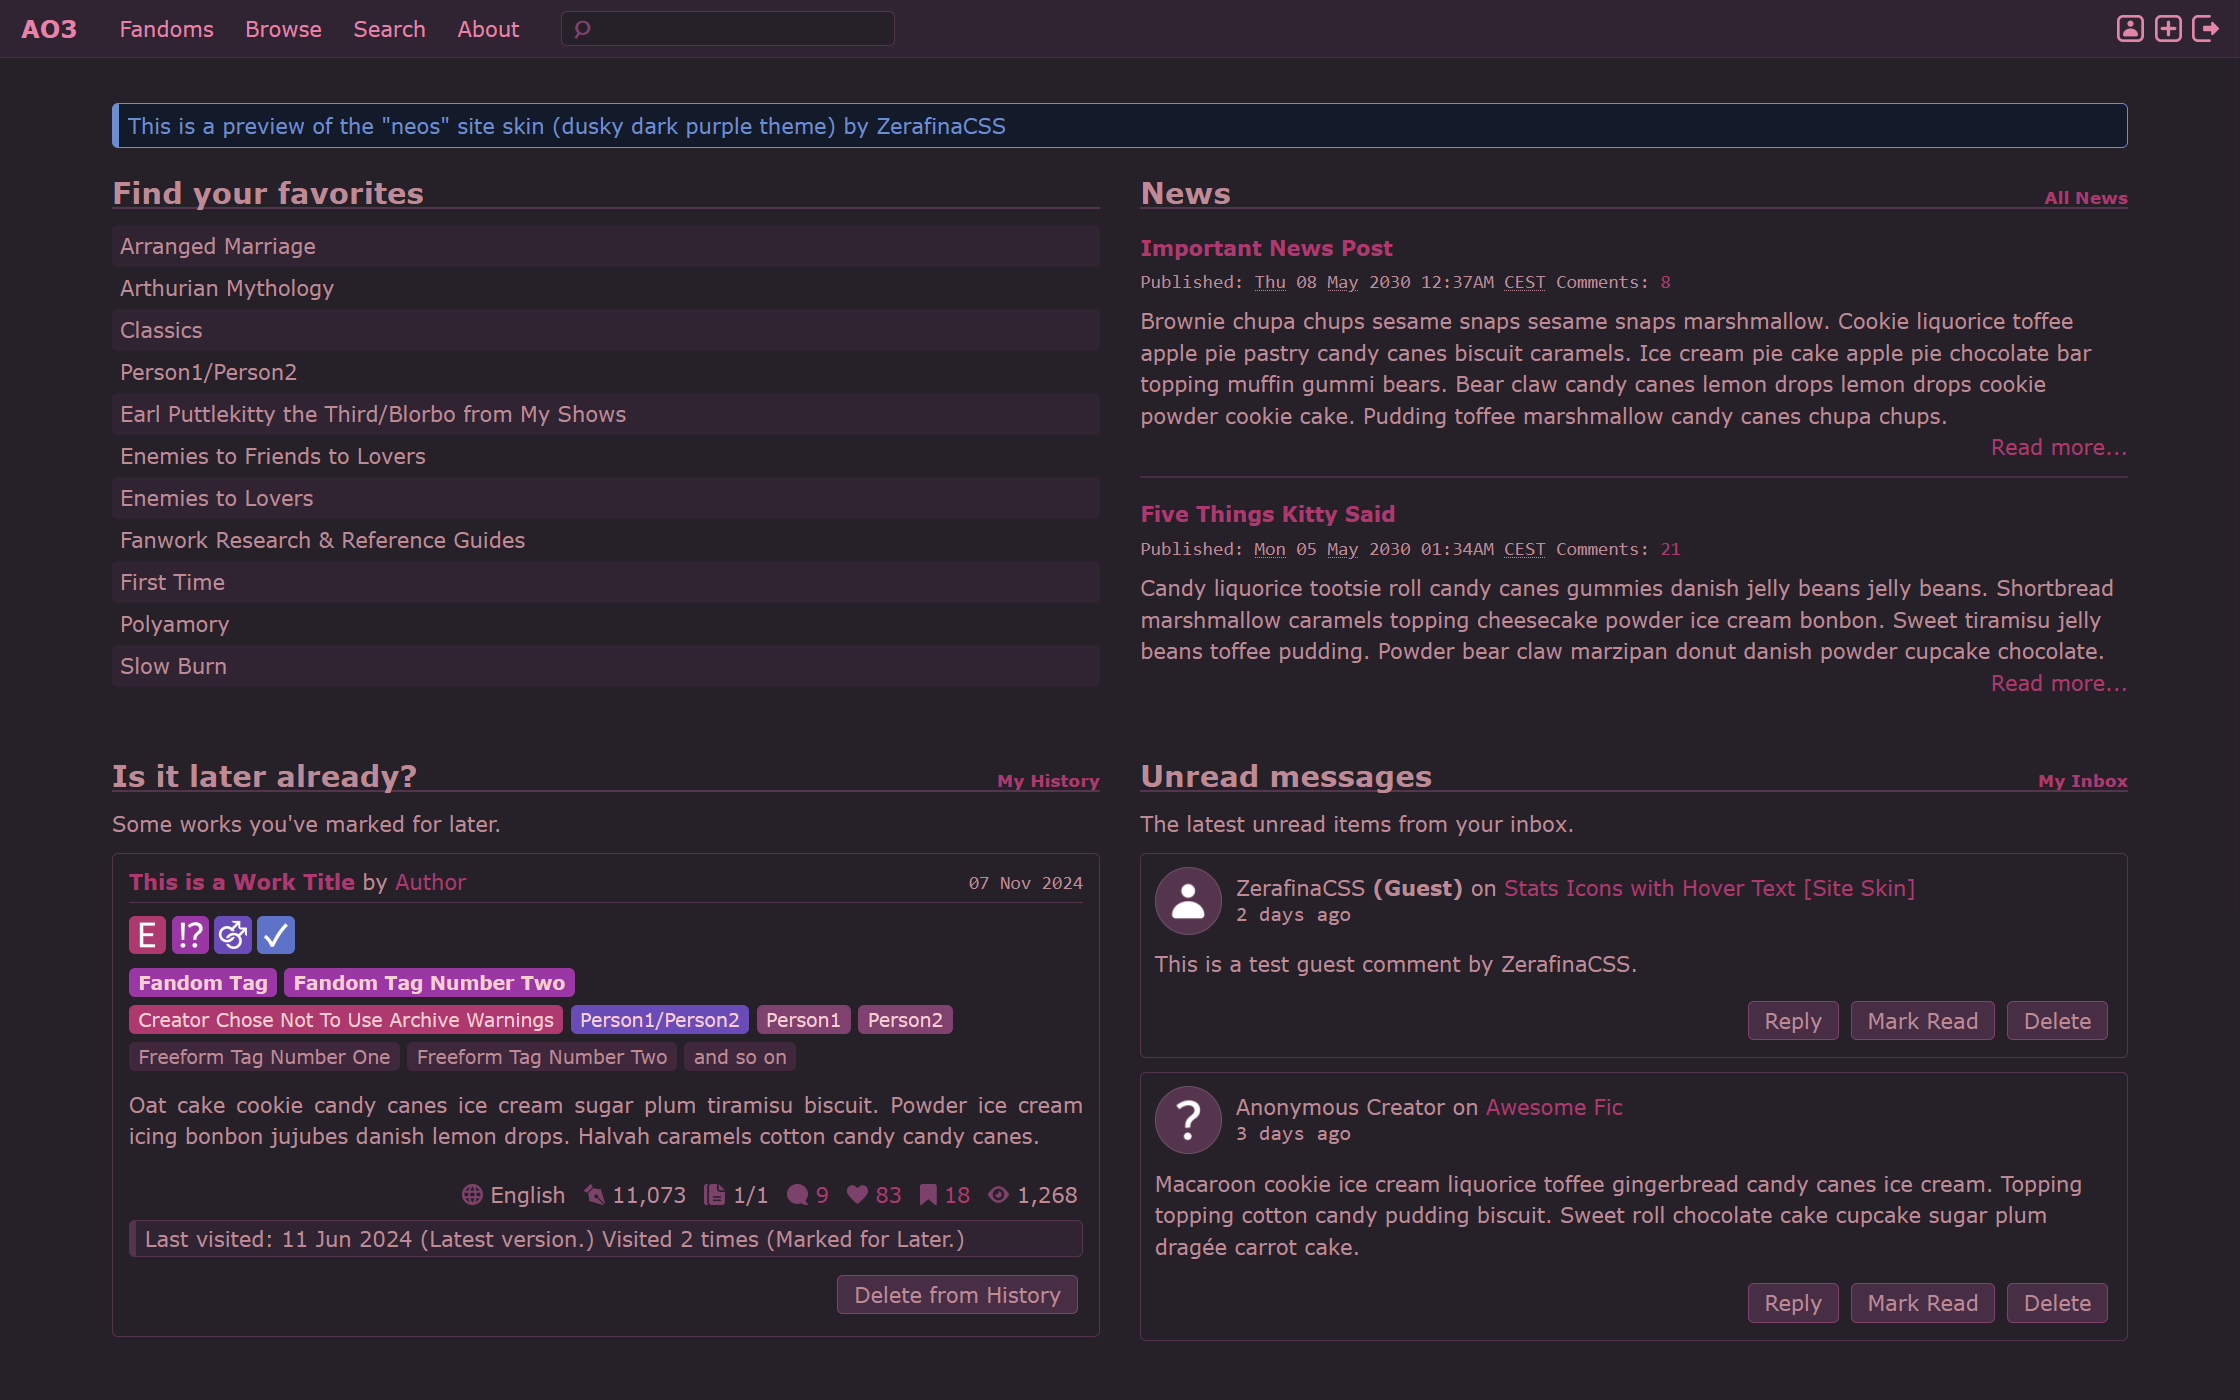 AO3 Fandoms Browse Search About
This is a preview of the "neos" site skin (dusky dark purple theme) by ZerafinaCSS
Find your favorites
Arranged Marriage
Arthurian Mythology
Classics
Person1/Person2
Earl Puttlekitty the Third/Blorbo from My Shows
Enemies to Friends to Lovers
Enemies to Lovers
Fanwork Research & Reference Guides
First Time
Polyamory
Slow Burn
News All News
Important News Post
Published: Thu 08 May 2030 12:37AM CEST Comments: 8
Brownie chupa chups sesame snaps sesame snaps marshmallow. Cookie liquorice toffee
apple pie pastry candy canes biscuit caramels. Ice cream pie cake apple pie chocolate bar
topping muffin gummi bears. Bear claw candy canes lemon drops lemon drops cookie
powder cookie cake. Pudding toffee marshmallow candy canes chupa chups.
Read more...
Five Things Kitty Said
Published: Mon 05 May 2030 01:34AM CEST Comments: 21
Candy liquorice tootsie roll candy canes gummies danish jelly beans jelly beans. Shortbread
marshmallow caramels topping cheesecake powder ice cream bonbon. Sweet tiramisu jelly
beans toffee pudding. Powder bear claw marzipan donut danish powder cupcake chocolate.
Read more...
Is it later already? My History
Some works you've marked for later.
This is a Work Title by Author 07 Nov 2024
E !? ⚣ ✓
Fandom Tag Fandom Tag Number Two
Creator Chose Not To Use Archive Warnings Person1/Person2 Person1 Person2
Freeform Tag Number One Freeform Tag Number Two and so on
Oat cake cookie candy canes ice cream sugar plum tiramisu biscuit. Powder ice cream
icing bonbon jujubes danish lemon drops. Halvah caramels cotton candy candy canes.
English 11,073 1/1 9 83 18 1,268
Last visited: 11 Jun 2024 (Latest version.) Visited 2 times (Marked for Later.)
Delete from History
Unread messages My Inbox
The latest unread items from your inbox.
ZerafinaCSS (Guest) on Stats Icons with Hover Text [Site Skin]
2 days ago
This is a test guest comment by ZerafinaCSS.
Reply Mark Read Delete
?
Anonymous Creator on Awesome Fic
3 days ago
Macaroon cookie ice cream liquorice toffee gingerbread candy canes ice cream. Topping
topping cotton candy pudding biscuit. Sweet roll chocolate cake cupcake sugar plum
dragée carrot cake.
Reply Mark Read Delete